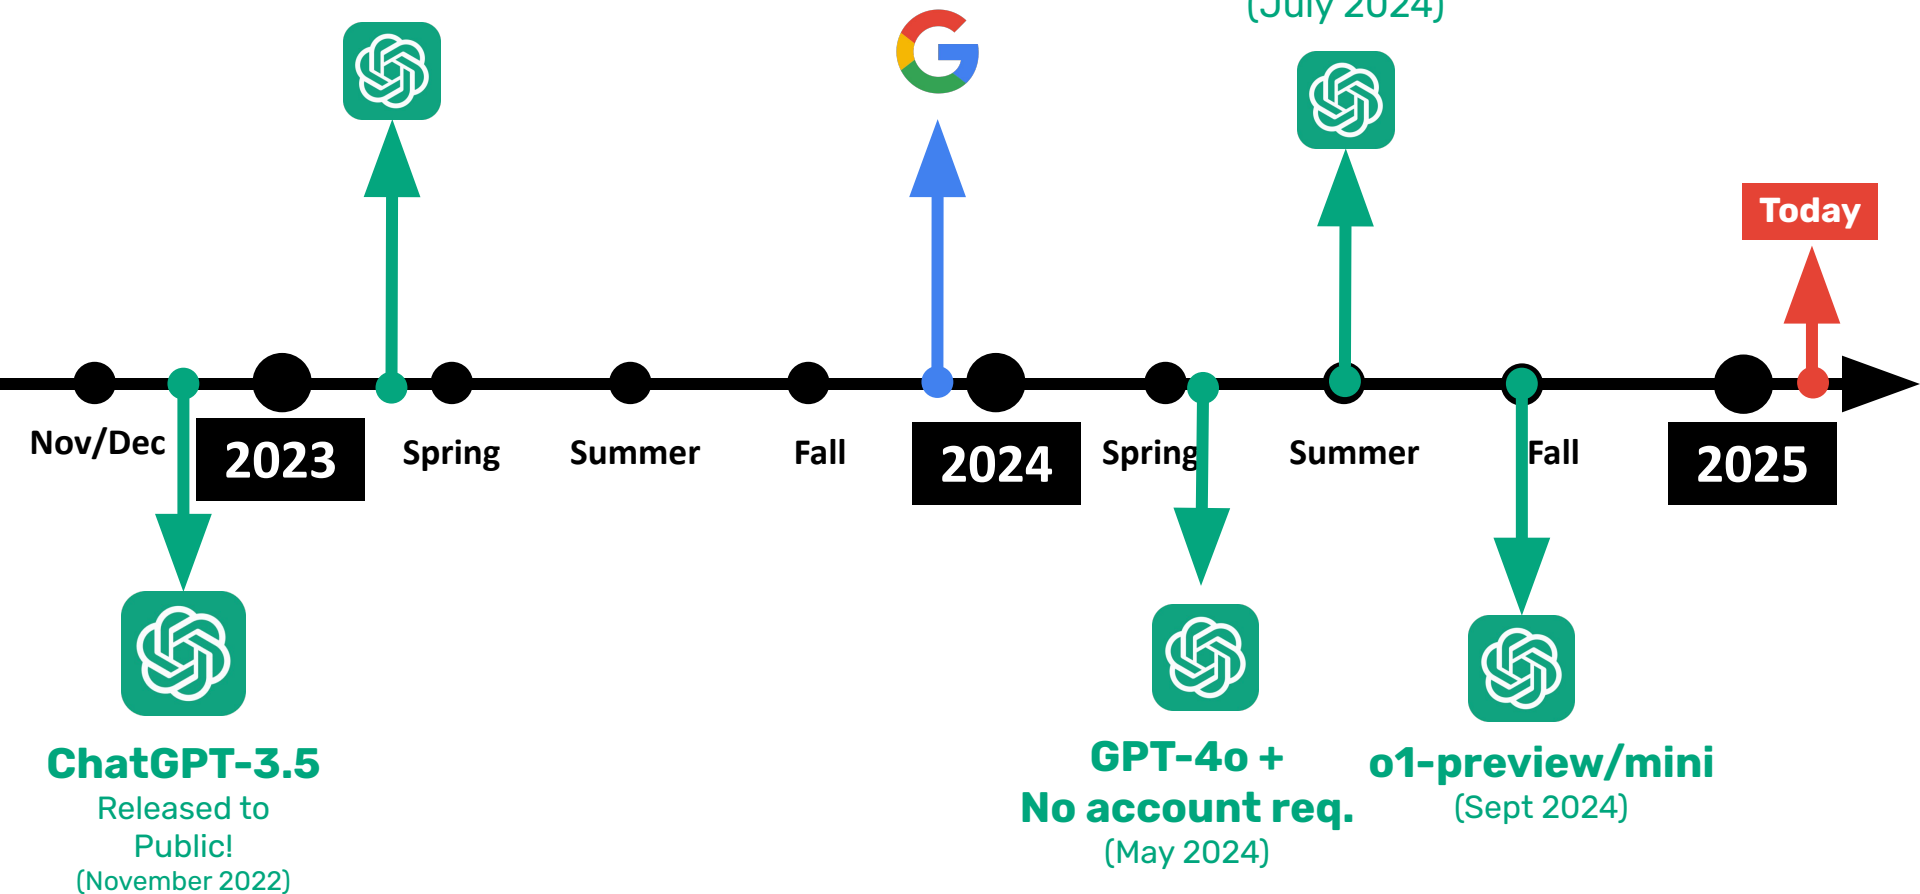 (July 2024)
Today
Nov/Dec
2023
Spring
Summer
Fall
2024
Spring
Summer
Fall
2025
ChatGPT-3.5
Released to
Public!
(November 2022)
GPT-4o +
No account req.
(May 2024)
o1-preview/mini
(Sept 2024)